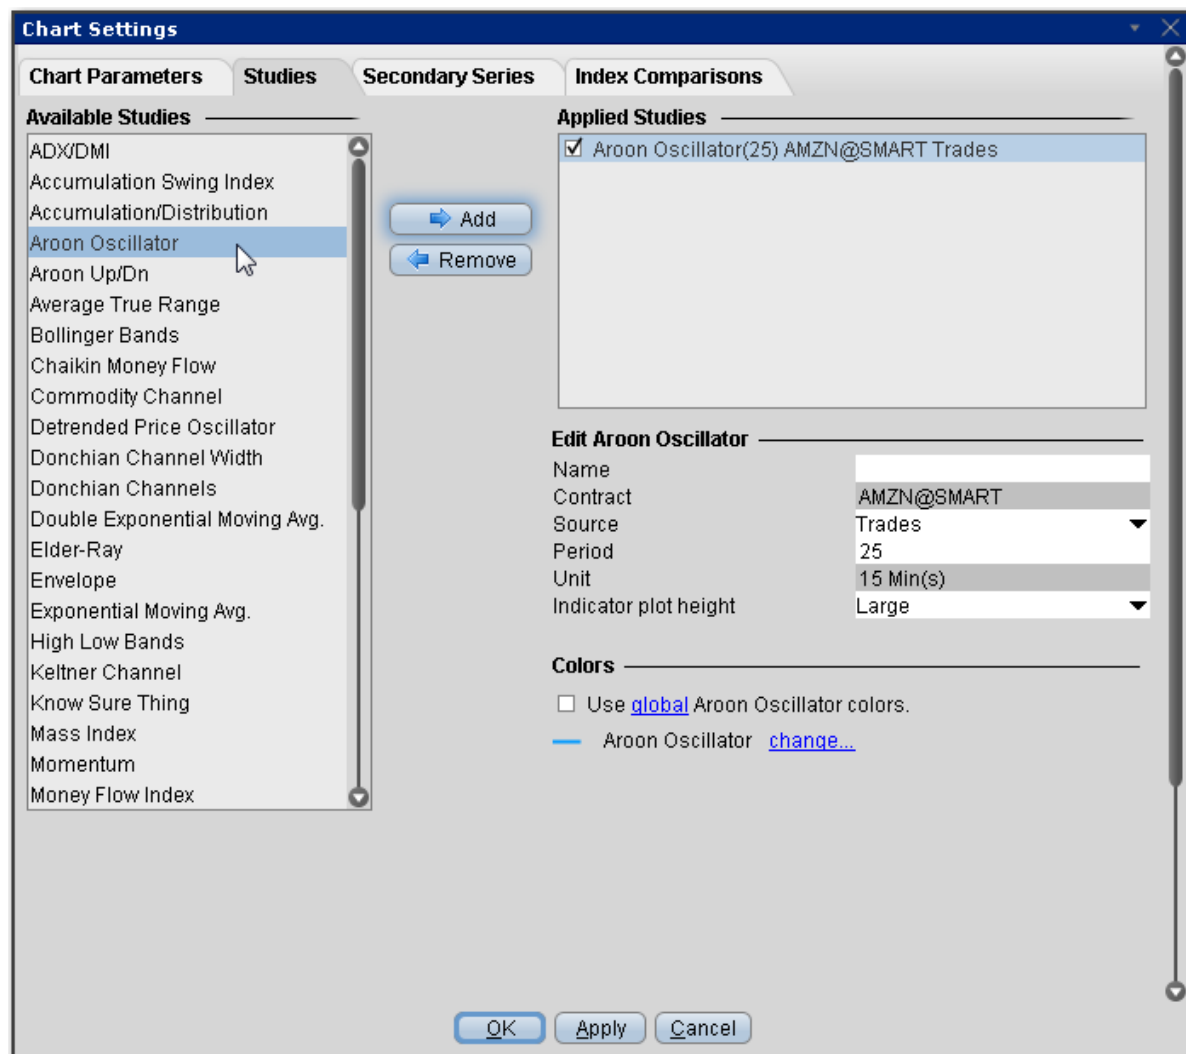 Chart Settings
Chart Parameters
Studies
Secondary Series
Index Comparisons
Available Studies
ADX/DMI
Accumulation Swing Index
Accumulation/Distribution
Aroon Oscillator
Aroon Up/Dn
Average True Range
Bollinger Bands
Chaikin Money Flow
Commodity Channel
Detrended Price Oscillator
Donchian Channel Width
Donchian Channels
Double Exponential Moving Avg.
Elder-Ray
Envelope
Exponential Moving Avg.
High Low Bands
Keltner Channel
Know Sure Thing
Mass Index
Momentum
Money Flow Index
Add
Remove
Applied Studies
Aroon Oscillator(25) AMZN@SMART Trades
Edit Aroon Oscillator
Name
Contract AMZN@SMART
Source Trades
Period 25
Unit 15 Min(s)
Indicator plot height Large
Colors
Use global Aroon Oscillator colors.
Aroon Oscillator change...
OK
Apply
Cancel